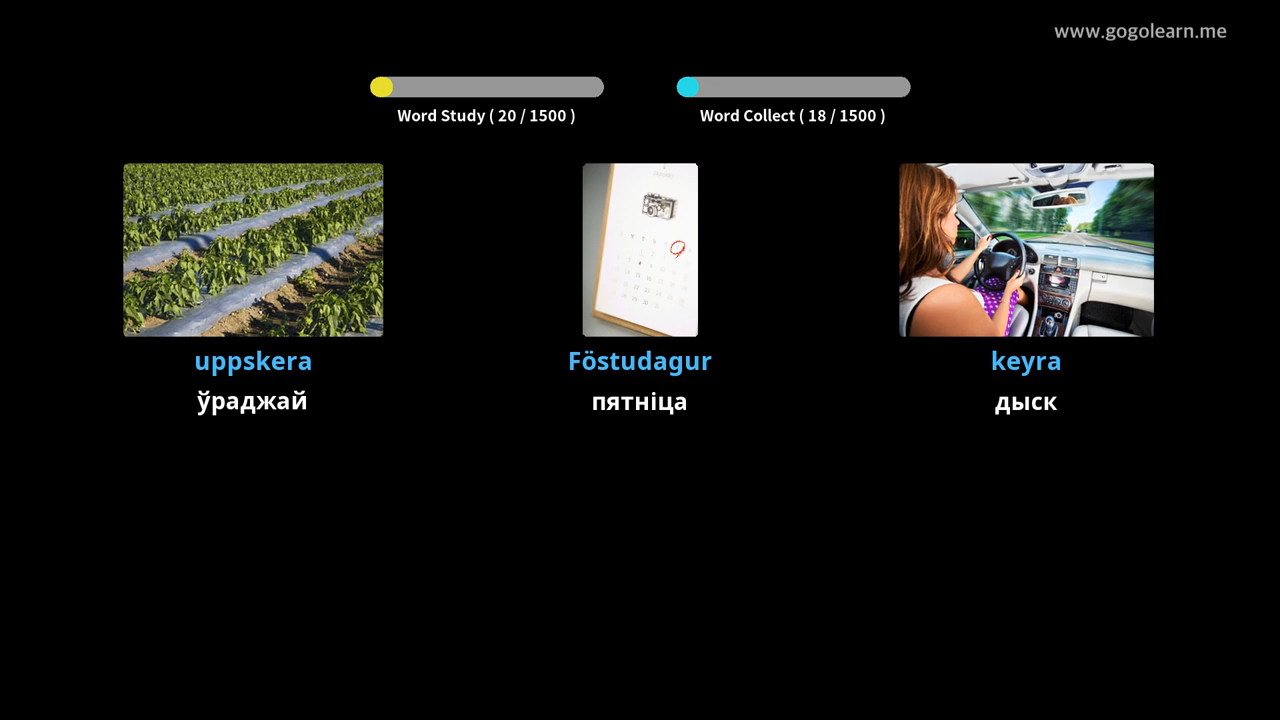 www.gogolearn.me
Word Study ( 20 / 1500 )
Word Collect ( 18 / 1500 )
uppskera
Föstudagur
keyra
ўраджай
пятніца
дыск